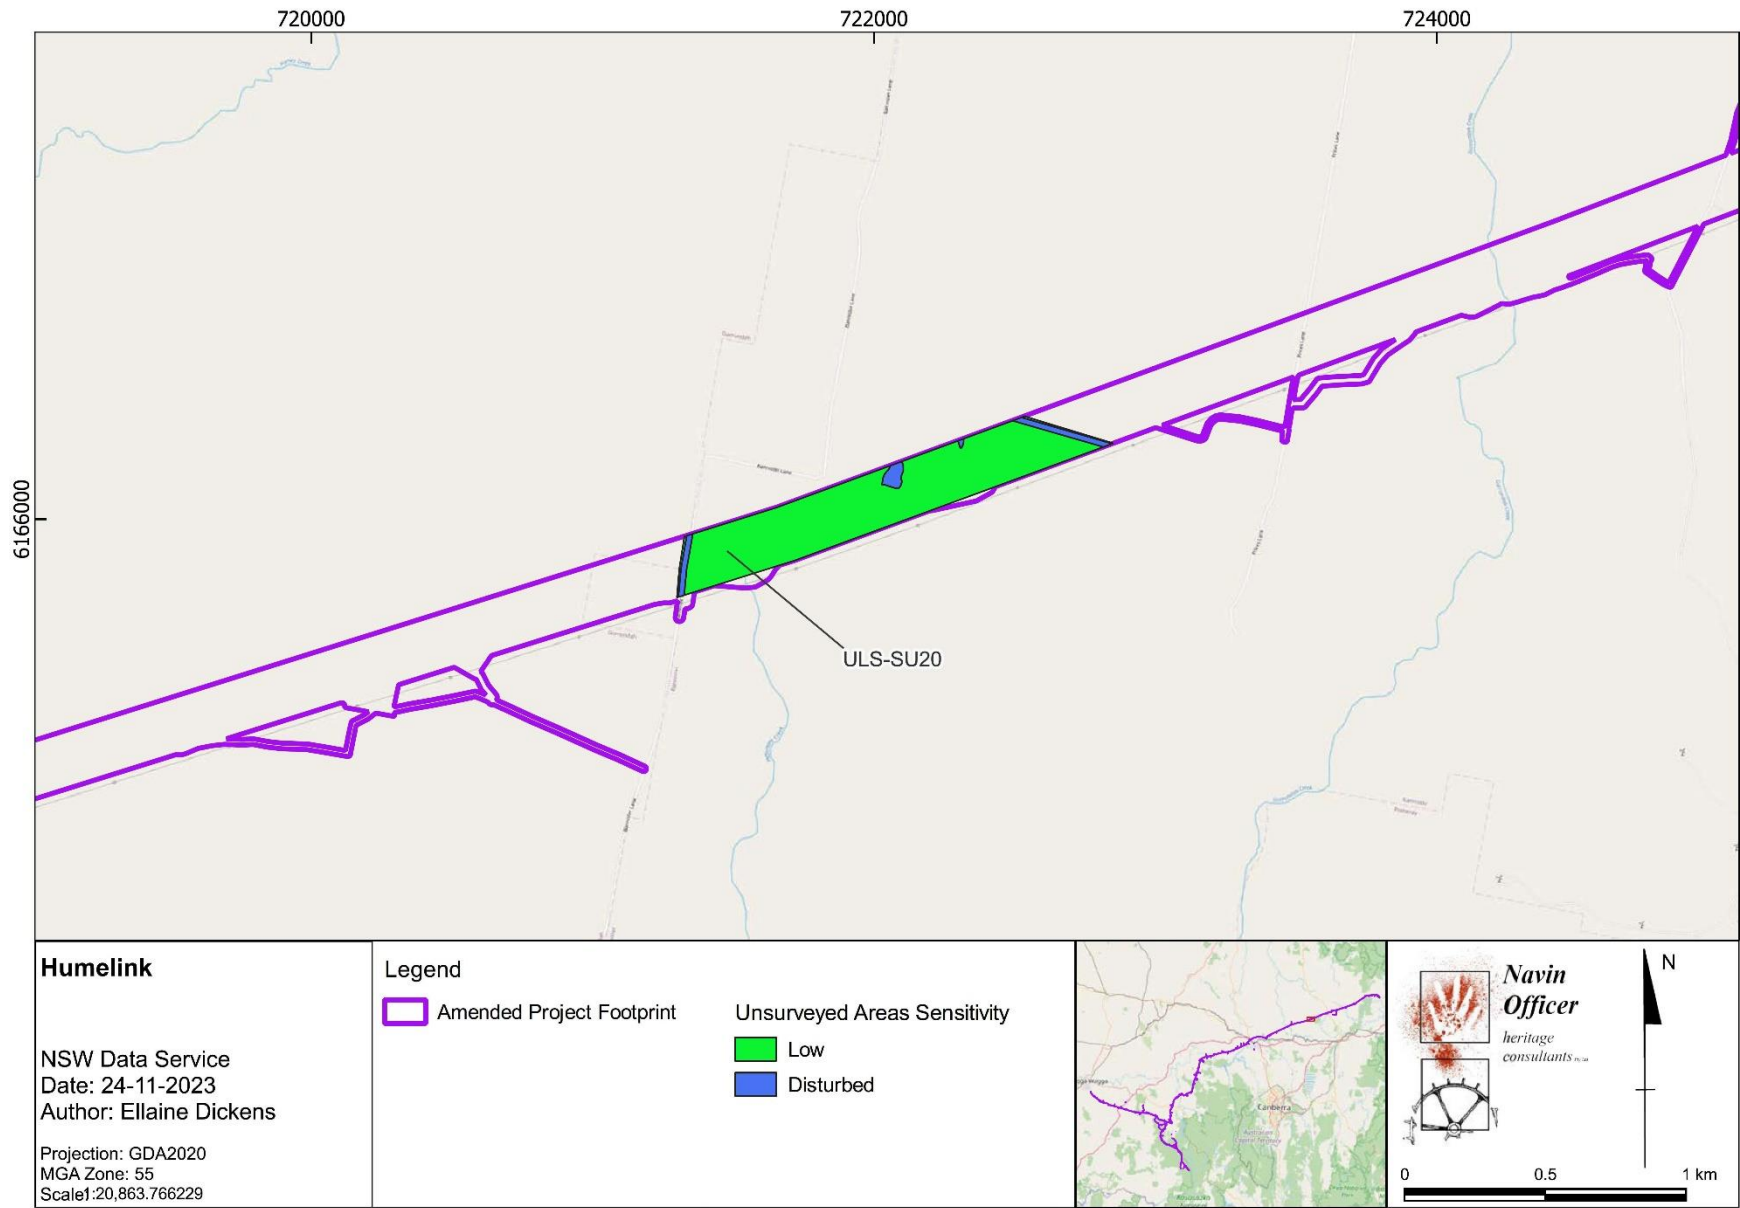 720000
722000
724000
6166000
ULS-SU20
Humelink
NSW Data Service
Date: 24-11-2023
Author: Ellaine Dickens
Projection: GDA2020
MGA Zone: 55
Scale1:20,863.766229
Legend
Amended Project Footprint
Unsurveyed Areas Sensitivity
Low
Disturbed
Canberra
Navin
Officer
heritage
consultants
N
0
0.5
1 km